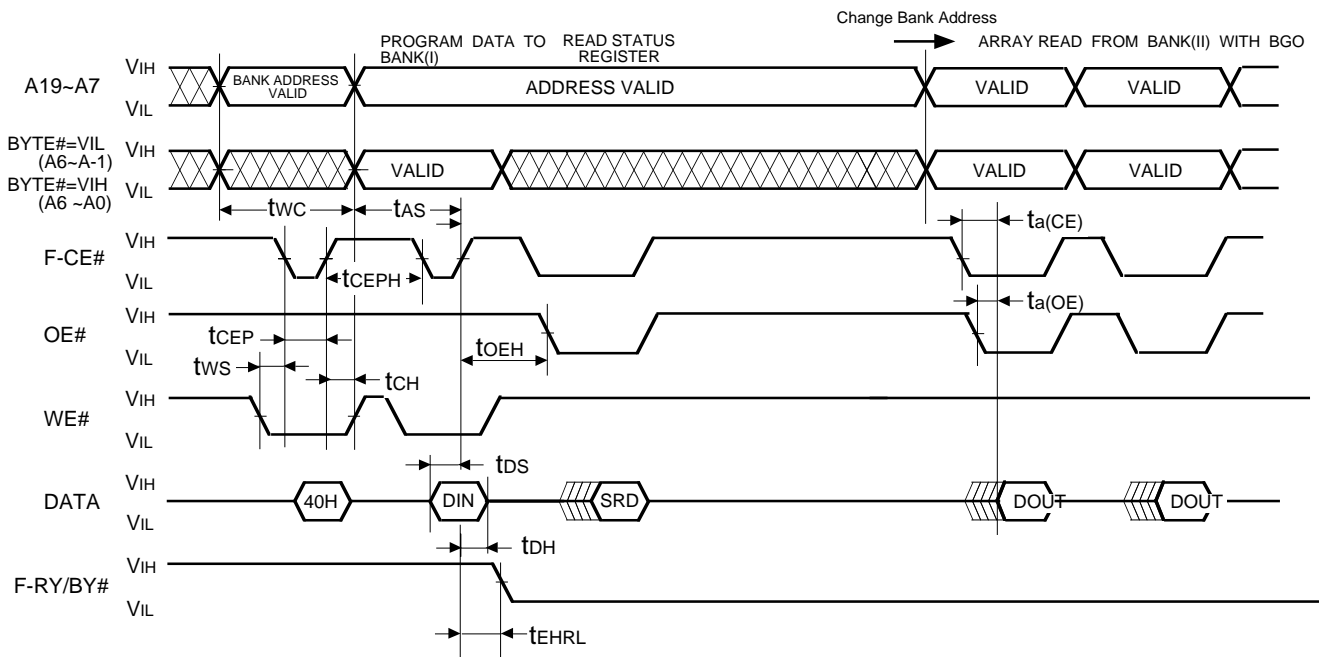 Change Bank Address
PROGRAM DATA TO BANK(I)
READ STATUS REGISTER
ARRAY READ FROM BANK(II) WITH BGO
A19~A7
VIH
VIL
BANK ADDRESS VALID
ADDRESS VALID
VALID
VALID
BYTE#=VIL
(A6~A-1)
BYTE#=VIH
(A6 ~A0)
VIH
VIL
VALID
VALID
VALID
tWC
tAS
ta(CE)
F-CE#
VIH
VIL
tCEPH
ta(OE)
OE#
VIH
VIL
tCEP
tOEH
tWS
tCH
WE#
VIH
VIL
tDS
DATA
VIH
VIL
40H
DIN
SRD
DOUT
DOUT
tDH
F-RY/BY#
VIH
VIL
tEHRL